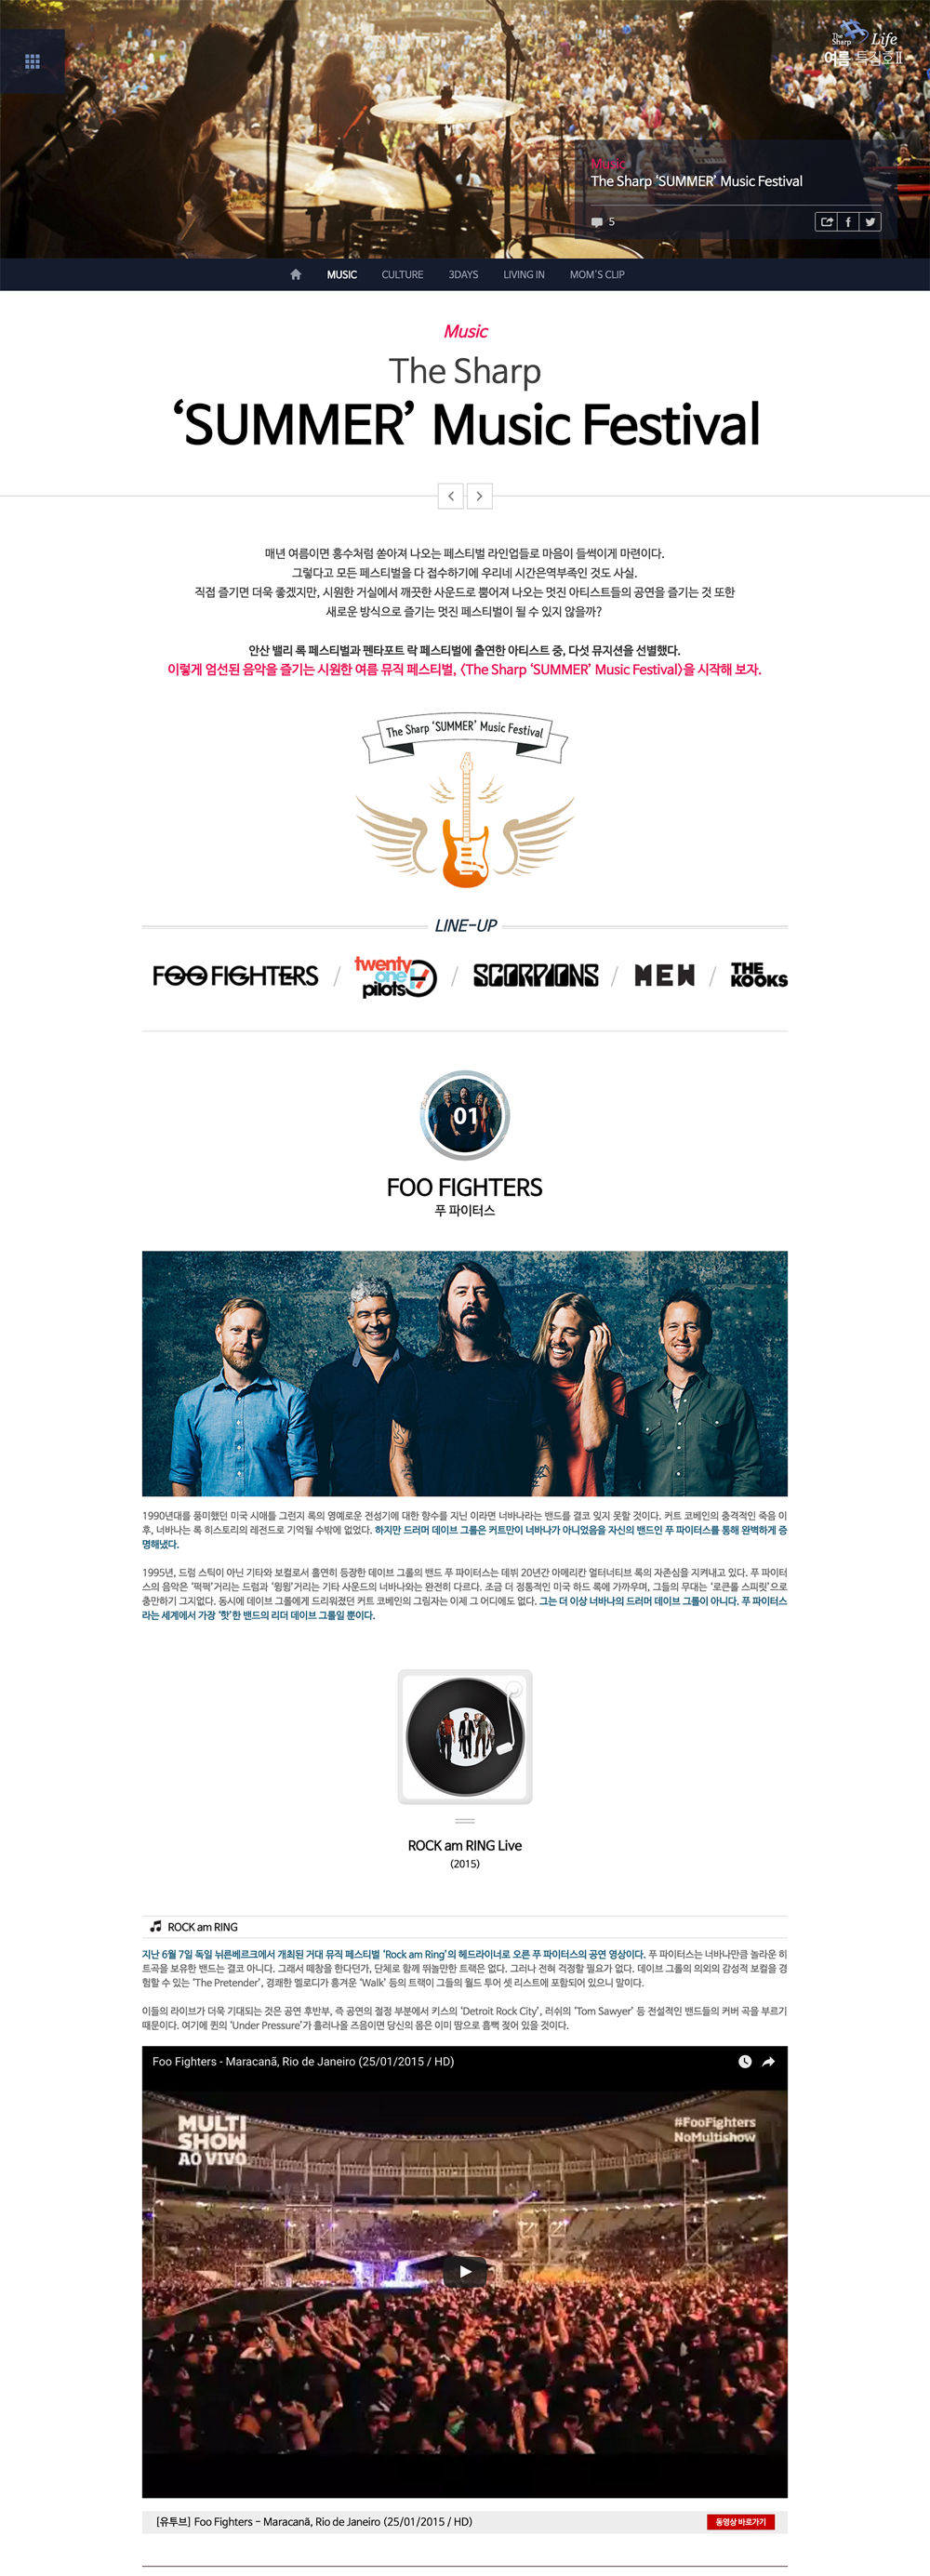 The Sharp Life
여름 특집호 II
Music
The Sharp ‘SUMMER’ Music Festival
5
MUSIC CULTURE 3DAYS LIVING IN MOM’S CLIP
Music
The Sharp
‘SUMMER’ Music Festival
매년 여름이면 홍수처럼 쏟아져 나오는 페스티벌 라인업들로 마음이 들썩이게 마련이다.
그렇다고 모든 페스티벌을 다 접수하기에 우리네 시간은역부족인 것도 사실.
직접 즐기면 더욱 좋겠지만, 시원한 거실에서 깨끗한 사운드로 뿜어져 나오는 멋진 아티스트들의 공연을 즐기는 것 또한
새로운 방식으로 즐기는 멋진 페스티벌이 될 수 있지 않을까?
안산 밸리 록 페스티벌과 펜타포트 락 페스티벌에 출연한 아티스트 중, 다섯 뮤지션을 선별했다.
이렇게 엄선된 음악을 즐기는 시원한 여름 뮤직 페스티벌, <The Sharp ‘SUMMER’ Music Festival>을 시작해 보자.
The Sharp ‘SUMMER’ Music Festival
LINE-UP
FOO FIGHTERS / twenty one pilots / SCORPIONS / MEW / THE KOOKS
01
FOO FIGHTERS
푸 파이터스
1990년대를 풍미했던 미국 시애틀 그런지 록의 영예로운 전성기에 대한 향수를 지닌 이라면 너바나라는 밴드를 결코 잊지 못할 것이다. 커트 코베인의 충격적인 죽음 이
후, 너바나는 록 히스토리의 레전드로 기억될 수밖에 없었다. 하지만 드러머 데이브 그롤은 커트만이 너바나가 아니었음을 자신의 밴드인 푸 파이터스를 통해 완벽하게 증
명해냈다.
1995년, 드럼 스틱이 아닌 기타와 보컬로서 홀연히 등장한 데이브 그롤의 밴드 푸 파이터스는 데뷔 20년간 아메리칸 얼터너티브 록의 자존심을 지켜내고 있다. 푸 파이터
스의 음악은 ‘퍽퍽’거리는 드럼과 ‘웡웡’거리는 기타 사운드의 너바나와는 완전히 다르다. 조금 더 정통적인 미국 하드 록에 가까우며, 그들의 무대는 ‘로큰롤 스피릿’으로
충만하기 그지없다. 동시에 데이브 그롤에게 드리워졌던 커트 코베인의 그림자는 이제 그 어디에도 없다. 그는 더 이상 너바나의 드러머 데이브 그롤이 아니다. 푸 파이터스
라는 세계에서 가장 ‘핫’한 밴드의 리더 데이브 그롤일 뿐이다.
ROCK am RING Live
(2015)
ROCK am RING
지난 6월 7일 독일 뉘른베르크에서 개최된 거대 뮤직 페스티벌 ‘Rock am Ring’의 헤드라이너로 오른 푸 파이터스의 공연 영상이다. 푸 파이터스는 너바나만큼 놀라운 히
트곡을 보유한 밴드는 결코 아니다. 그래서 떼창을 한다던가, 단체로 함께 뛰놀만한 트랙은 없다. 그러나 전혀 걱정할 필요가 없다. 데이브 그롤의 의외의 감성적 보컬을 경
험할 수 있는 ‘The Pretender’, 경쾌한 멜로디가 흥겨운 ‘Walk’ 등의 트랙이 그들의 월드 투어 셋 리스트에 포함되어 있으니 말이다.
이들의 라이브가 더욱 기대되는 것은 공연 후반부, 즉 공연의 절정 부분에서 키스의 ‘Detroit Rock City’, 러쉬의 ‘Tom Sawyer’ 등 전설적인 밴드들의 커버 곡을 부르기
때문이다. 여기에 퀸의 ‘Under Pressure’가 흘러나올 즈음이면 당신의 몸은 이미 땀으로 흠뻑 젖어 있을 것이다.
Foo Fighters - Maracanã, Rio de Janeiro (25/01/2015 / HD)
MULTI
SHOW
AO VIVO
#FooFighters
NoMultishow
[유투브] Foo Fighters - Maracanã, Rio de Janeiro (25/01/2015 / HD)
동영상 바로가기